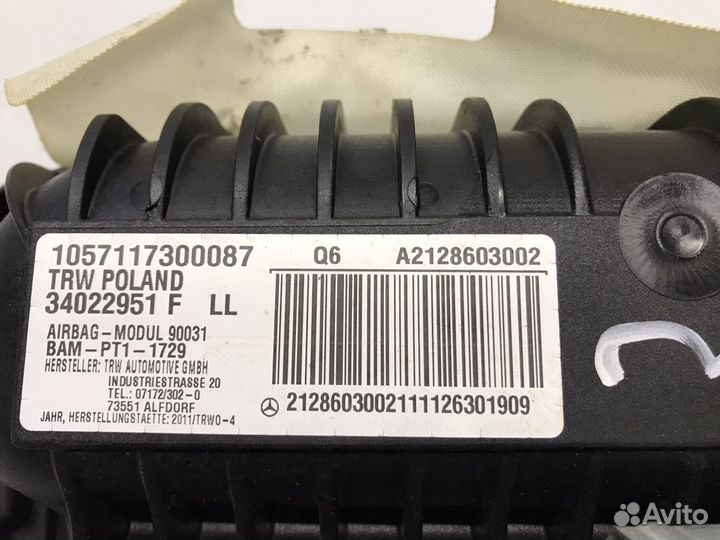 1057117300087 Q6 A2128603002
TRW POLAND
34022951 F LL
AIRBAG-MODUL 90031
BAM-PT1-1729
HERSTELLER: TRW AUTOMOTIVE GMBH
INDUSTRIESTRASSE 20
TEL.: 07172/302-0
73551 ALFDORF
JAHR, HERSTELLUNGSTAETTE: 2011/TRWO-4
2128603002111126301909
Avito